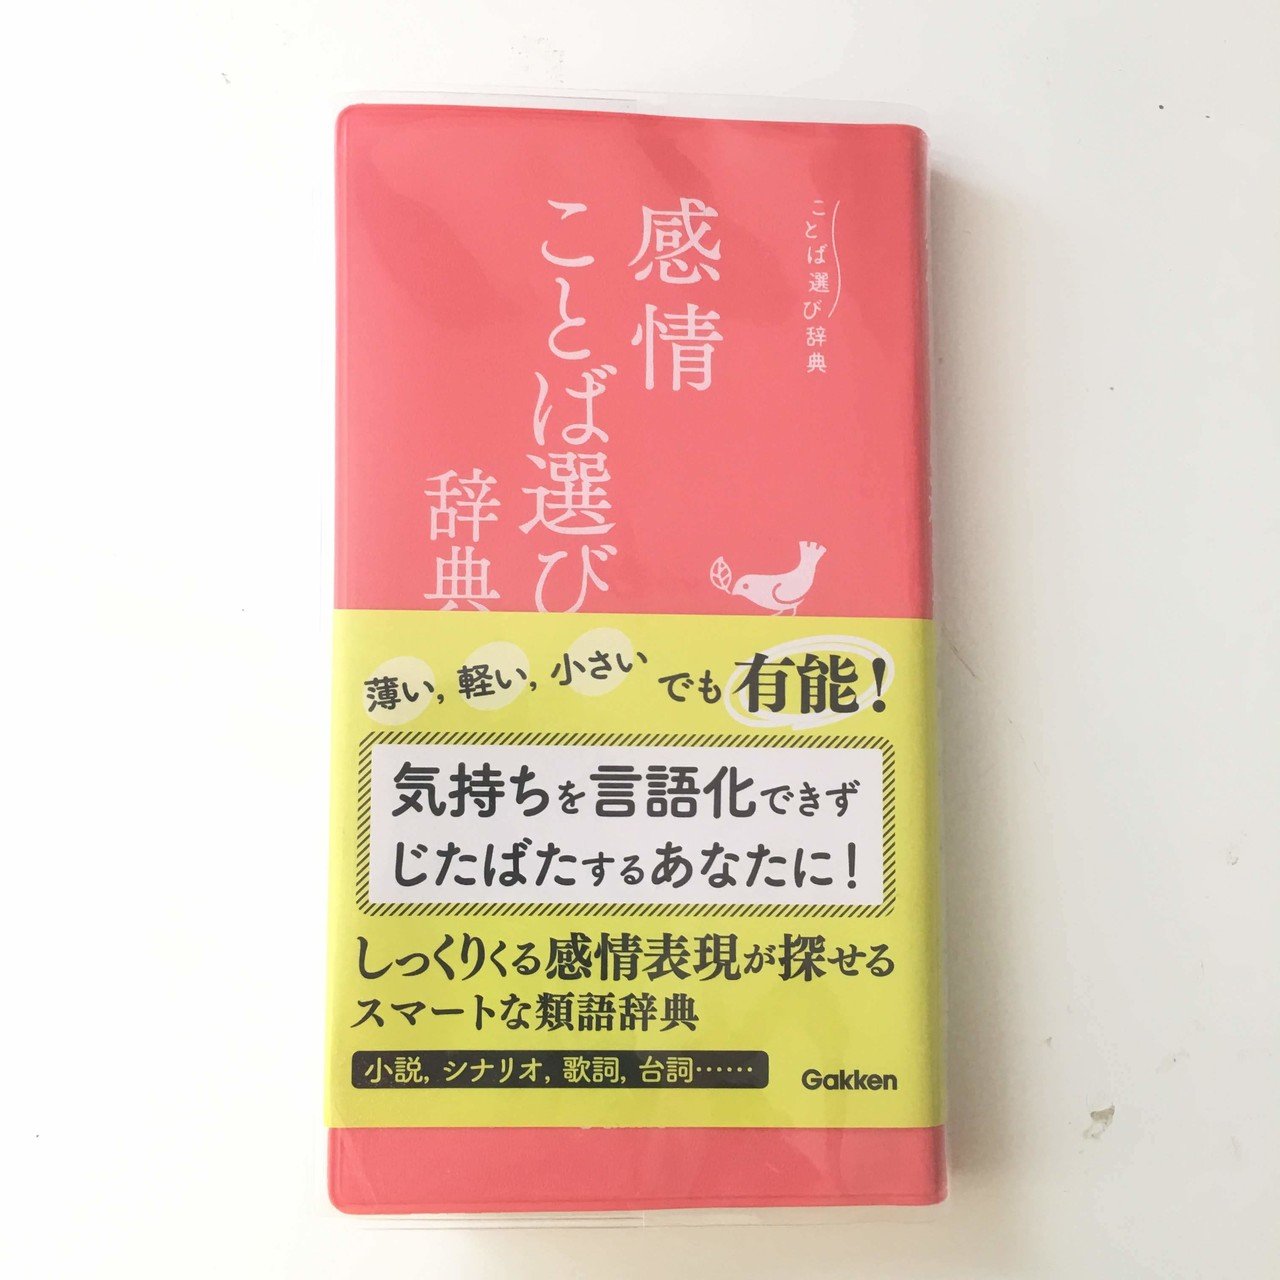 ことば選び辞典
感情
ことば選び
辞典
薄い, 軽い, 小さい でも 有能!
気持ちを言語化できず
じたばたするあなたに!
しっくりくる感情表現が探せる
スマートな類語辞典
小説, シナリオ, 歌詞, 台詞……
Gakken